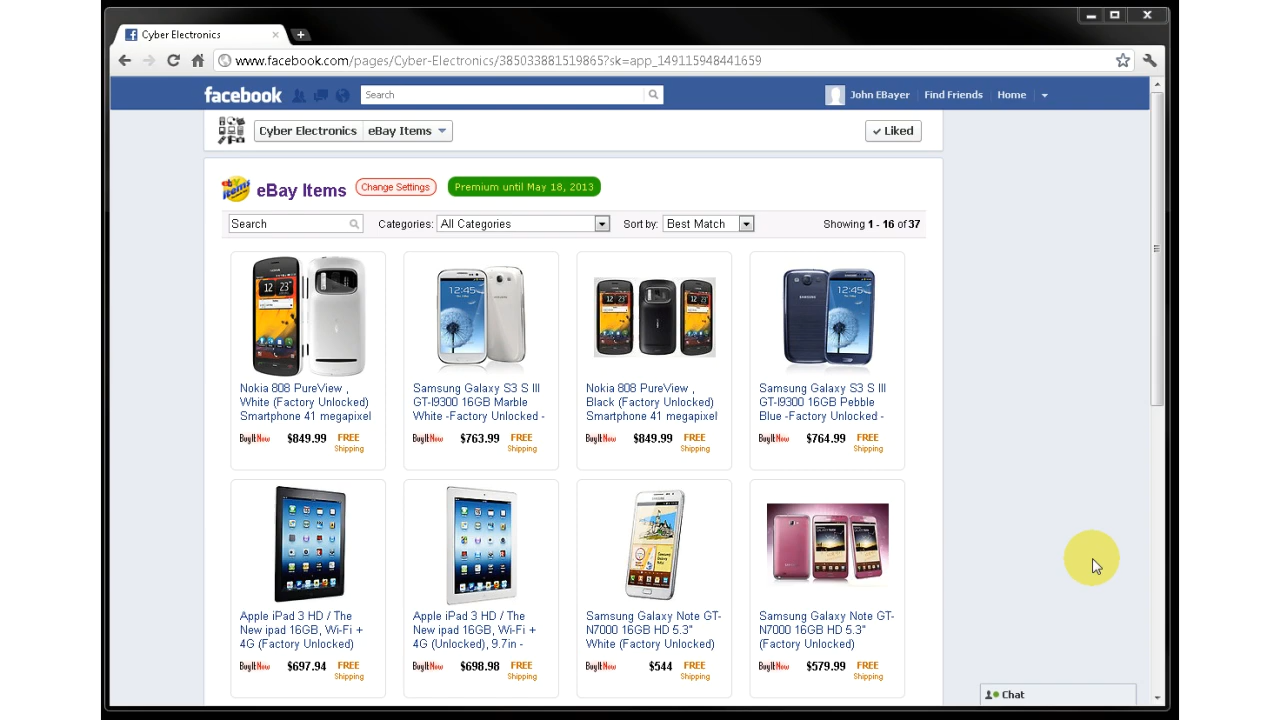 Cyber Electronics
www.facebook.com/pages/Cyber-Electronics/385033881519865?sk=app_149115948441659
facebook Search John EBayer Find Friends Home
Cyber Electronics eBay Items Liked
eBay Items Change Settings Premium until May 18, 2013
Search Categories: All Categories Sort by: Best Match Showing 1 - 16 of 37
Nokia 808 PureView ,
White (Factory Unlocked)
Smartphone 41 megapixel
BuyItNow $849.99 FREE
Shipping
Samsung Galaxy S3 S III
GT-I9300 16GB Marble
White -Factory Unlocked -
BuyItNow $763.99 FREE
Shipping
Nokia 808 PureView ,
Black (Factory Unlocked)
Smartphone 41 megapixel
BuyItNow $849.99 FREE
Shipping
Samsung Galaxy S3 S III
GT-I9300 16GB Pebble
Blue -Factory Unlocked -
BuyItNow $764.99 FREE
Shipping
Apple iPad 3 HD / The
New ipad 16GB, Wi-Fi +
4G (Factory Unlocked)
BuyItNow $697.94 FREE
Shipping
Apple iPad 3 HD / The
New ipad 16GB, Wi-Fi +
4G (Unlocked), 9.7in -
BuyItNow $698.98 FREE
Shipping
Samsung Galaxy Note GT-
N7000 16GB HD 5.3"
White (Factory Unlocked)
BuyItNow $544 FREE
Shipping
Samsung Galaxy Note GT-
N7000 16GB HD 5.3"
(Factory Unlocked)
BuyItNow $579.99 FREE
Shipping
Chat